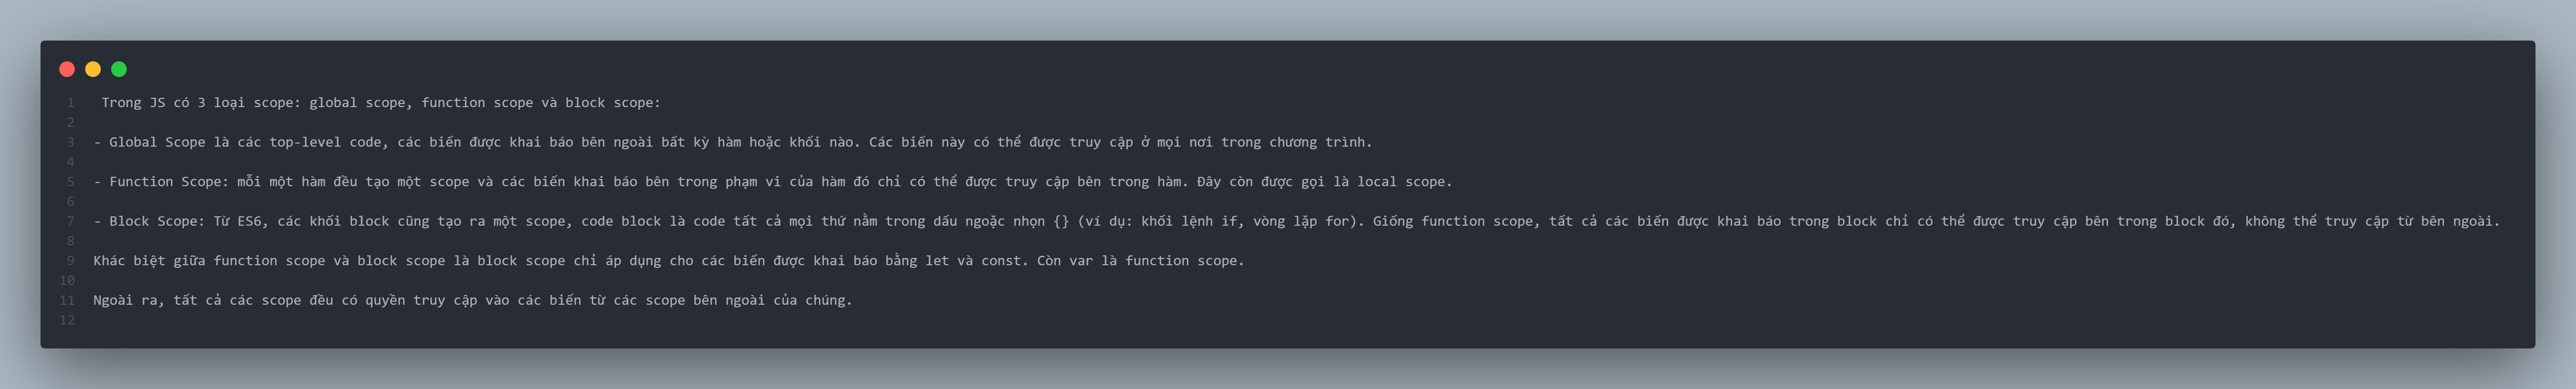 1 Trong JS có 3 loại scope: global scope, function scope và block scope:
2
3 - Global Scope là các top-level code, các biến được khai báo bên ngoài bất kỳ hàm hoặc khối nào. Các biến này có thể được truy cập ở mọi nơi trong chương trình.
4
5 - Function Scope: mỗi một hàm đều tạo một scope và các biến khai báo bên trong phạm vi của hàm đó chỉ có thể được truy cập bên trong hàm. Đây còn được gọi là local scope.
6
7 - Block Scope: Từ ES6, các khối block cũng tạo ra một scope, code block là code tất cả mọi thứ nằm trong dấu ngoặc nhọn {} (ví dụ: khối lệnh if, vòng lặp for). Giống function scope, tất cả các biến được khai báo trong block chỉ có thể được truy cập bên trong block đó, không thể truy cập từ bên ngoài.
8
9 Khác biệt giữa function scope và block scope là block scope chỉ áp dụng cho các biến được khai báo bằng let và const. Còn var là function scope.
10
11 Ngoài ra, tất cả các scope đều có quyền truy cập vào các biến từ các scope bên ngoài của chúng.
12